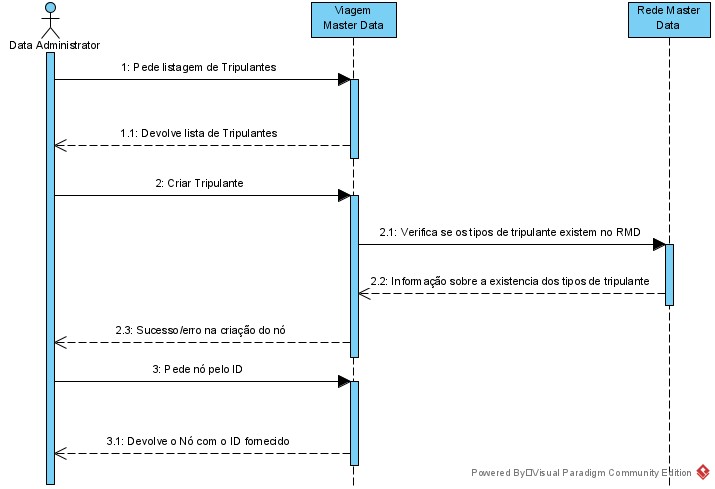 Viagem
Master Data
Rede Master
Data
Data Administrator
1: Pede listagem de Tripulantes
1.1: Devolve lista de Tripulantes
2: Criar Tripulante
2.1: Verifica se os tipos de tripulante existem no RMD
2.2: Informação sobre a existencia dos tipos de tripulante
2.3: Sucesso/erro na criação do nó
3: Pede nó pelo ID
3.1: Devolve o Nó com o ID fornecido
Powered By Visual Paradigm Community Edition